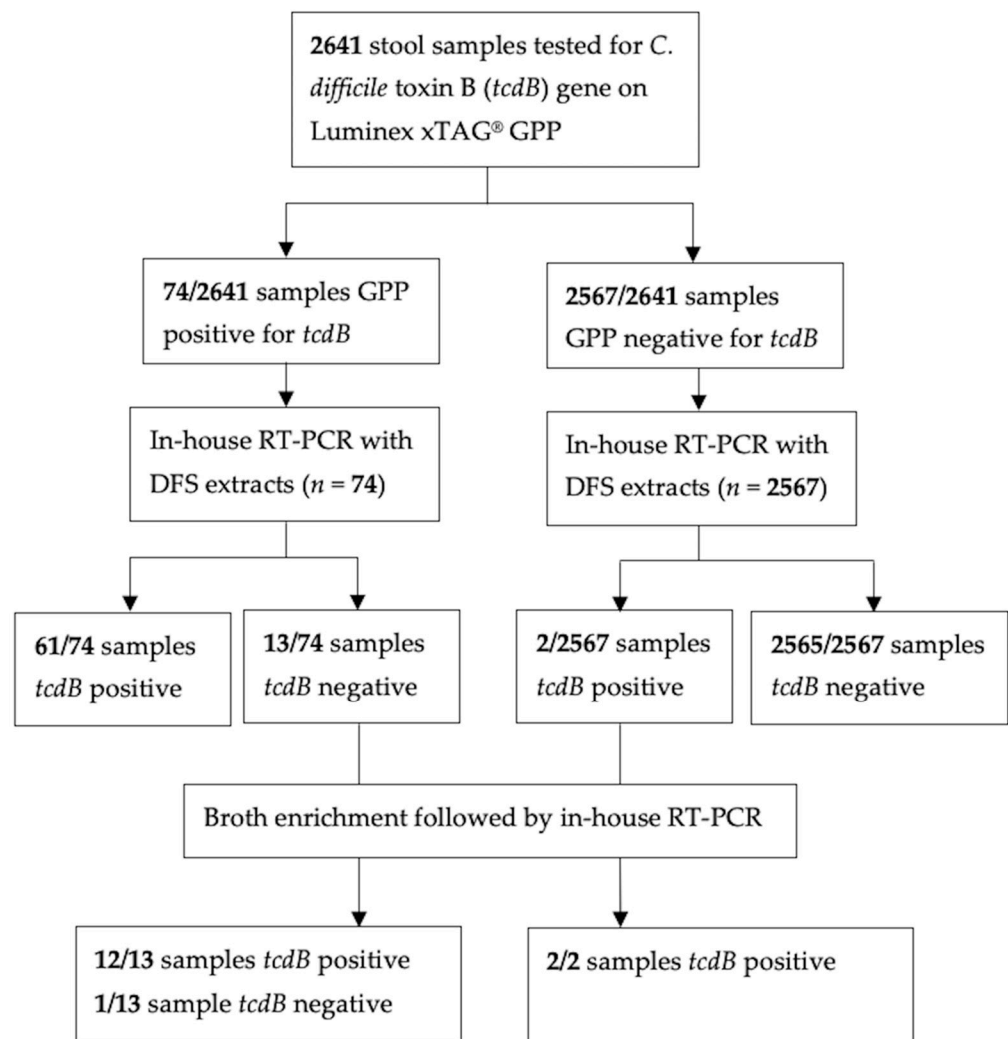 2641 stool samples tested for C.
difficile toxin B (tcdB) gene on
Luminex xTAG® GPP
74/2641 samples GPP
positive for tcdB
2567/2641 samples
GPP negative for tcdB
In-house RT-PCR with
DFS extracts (n = 74)
In-house RT-PCR with
DFS extracts (n = 2567)
61/74 samples
tcdB positive
13/74 samples
tcdB negative
2/2567 samples
tcdB positive
2565/2567 samples
tcdB negative
Broth enrichment followed by in-house RT-PCR
12/13 samples tcdB positive
1/13 sample tcdB negative
2/2 samples tcdB positive